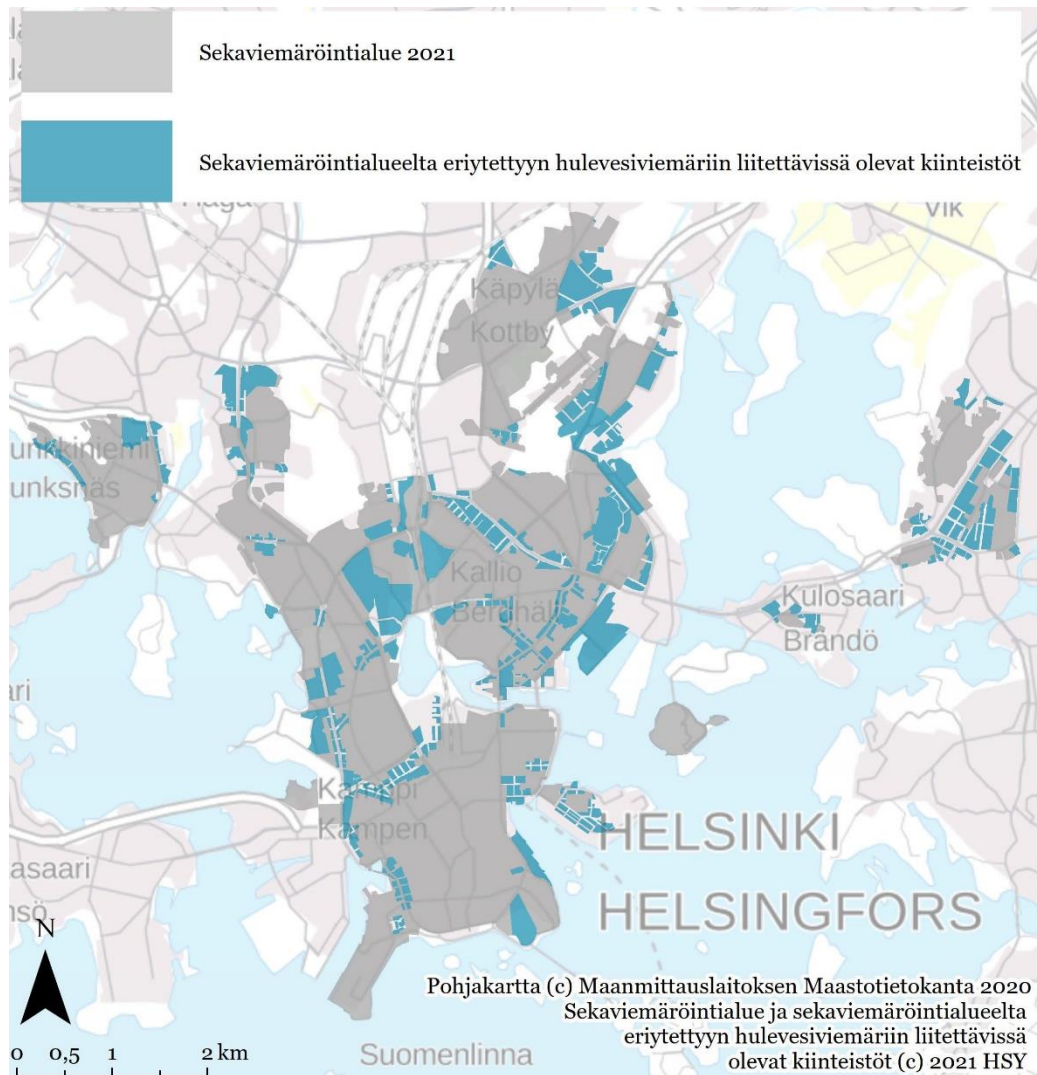 Sekaviemäröintialue 2021
Sekaviemäröintialueelta eriytettyyn hulevesiviemäriin liitettävissä olevat kiinteistöt
Käpylä
Kottby
Kallio
Kulosaari
Brändö
Kamppi
Kampen
HELSINKI
HELSINGFORS
N
Pohjakartta (c) Maanmittauslaitoksen Maastotietokanta 2020
Sekaviemäröintialue ja sekaviemäröintialueelta
eriytettyyn hulevesiviemäriin liitettävissä
olevat kiinteistöt (c) 2021 HSY
0 0,5 1 2 km
Suomenlinna